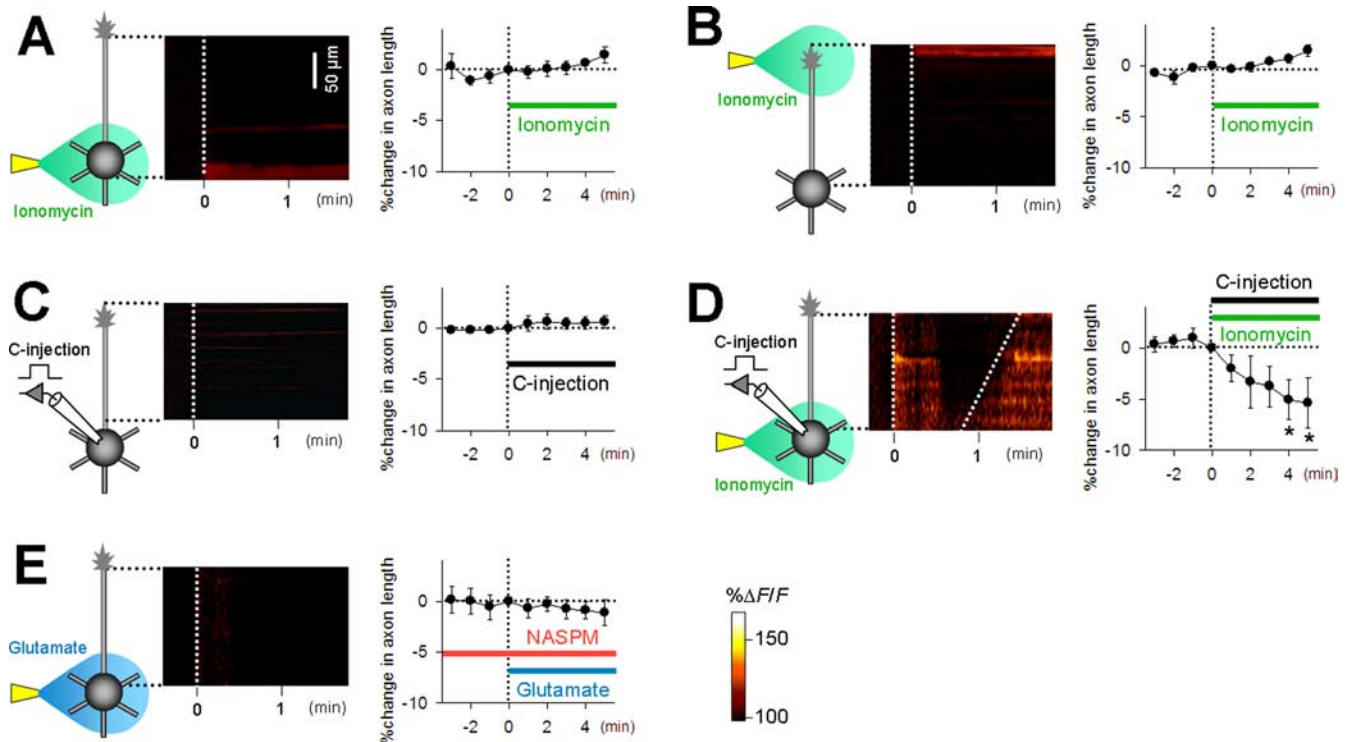 A
50 µm
Ionomycin
0 1 (min)
%change in axon length
0
-5
-10
Ionomycin
-2 0 2 4 (min)
B
Ionomycin
0 1 (min)
%change in axon length
0
-5
-10
Ionomycin
-2 0 2 4 (min)
C
C-injection
0 1 (min)
%change in axon length
0
-5
-10
C-injection
-2 0 2 4 (min)
D
C-injection
Ionomycin
0 1 (min)
C-injection
Ionomycin
%change in axon length
0
-5
-10
* *
-2 0 2 4 (min)
E
Glutamate
0 1 (min)
%change in axon length
0
-5
-10
NASPM
Glutamate
-2 0 2 4 (min)
%ΔF/F
150
100